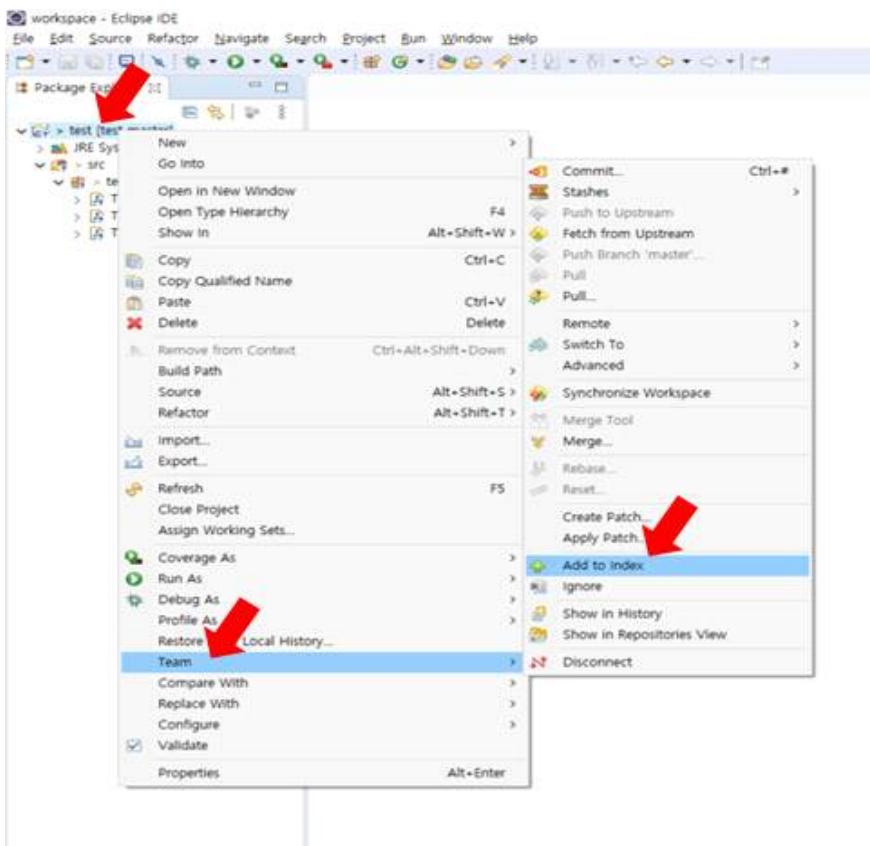 workspace - Eclipse IDE
File Edit Source Refactor Navigate Search Project Run Window Help
Package Exp
> test [test master]
JRE Sys
> src
> te
T
T
T
New
Go Into
Open in New Window
Open Type Hierarchy F4
Show In Alt+Shift+W >
Copy Ctrl+C
Copy Qualified Name
Paste Ctrl+V
Delete Delete
Remove from Context Ctrl+Alt+Shift+Down
Build Path >
Source Alt+Shift+S >
Refactor Alt+Shift+T >
Import...
Export...
Refresh F5
Close Project
Assign Working Sets...
Coverage As >
Run As >
Debug As >
Profile As >
Restore Local History...
Team >
Compare With >
Replace With >
Configure >
Validate
Properties Alt+Enter
Commit... Ctrl+#
Stashes >
Push to Upstream
Fetch from Upstream
Push Branch 'master'...
Pull
Pull...
Remote >
Switch To >
Advanced >
Synchronize Workspace
Merge Tool
Merge...
Rebase...
Reset...
Create Patch...
Apply Patch...
Add to Index
Ignore
Show in History
Show in Repositories View
Disconnect